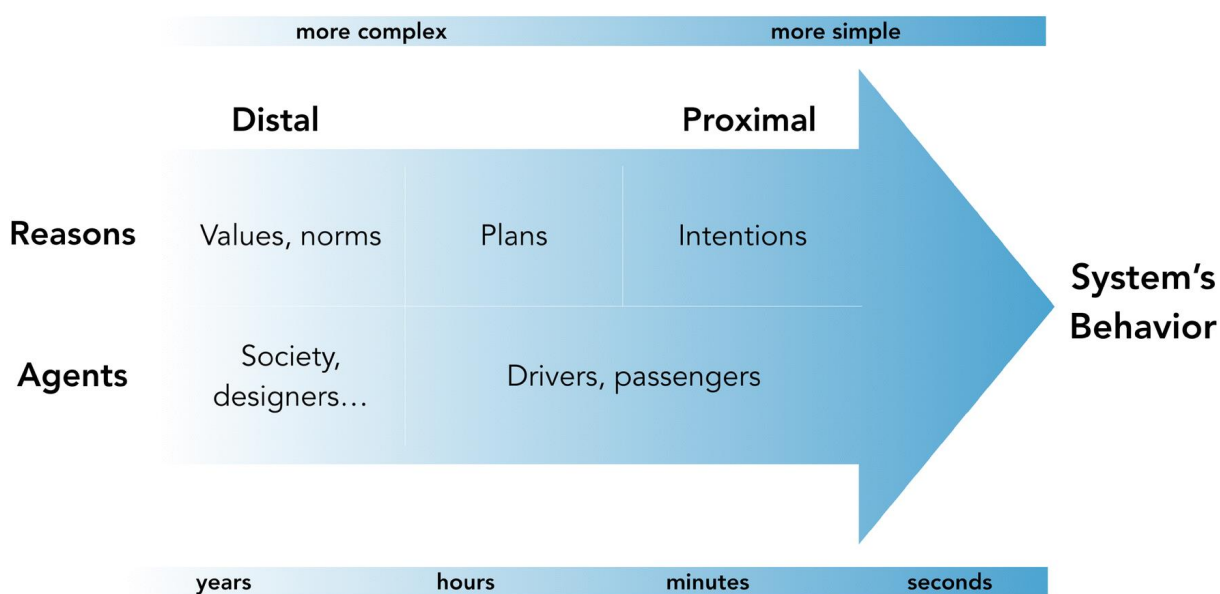 more complex more simple
Distal Proximal
Reasons Values, norms Plans Intentions
System's
Behavior
Agents Society,
designers... Drivers, passengers
years hours minutes seconds